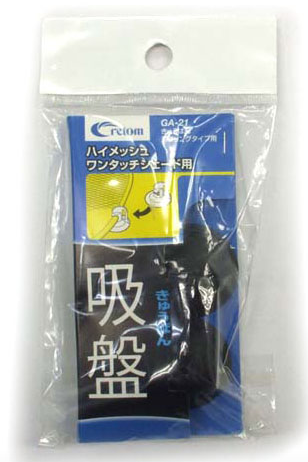 Cretom
GA-21
ハイメッシュ
ワンタッチシェード用
吸盤
きゅうばん